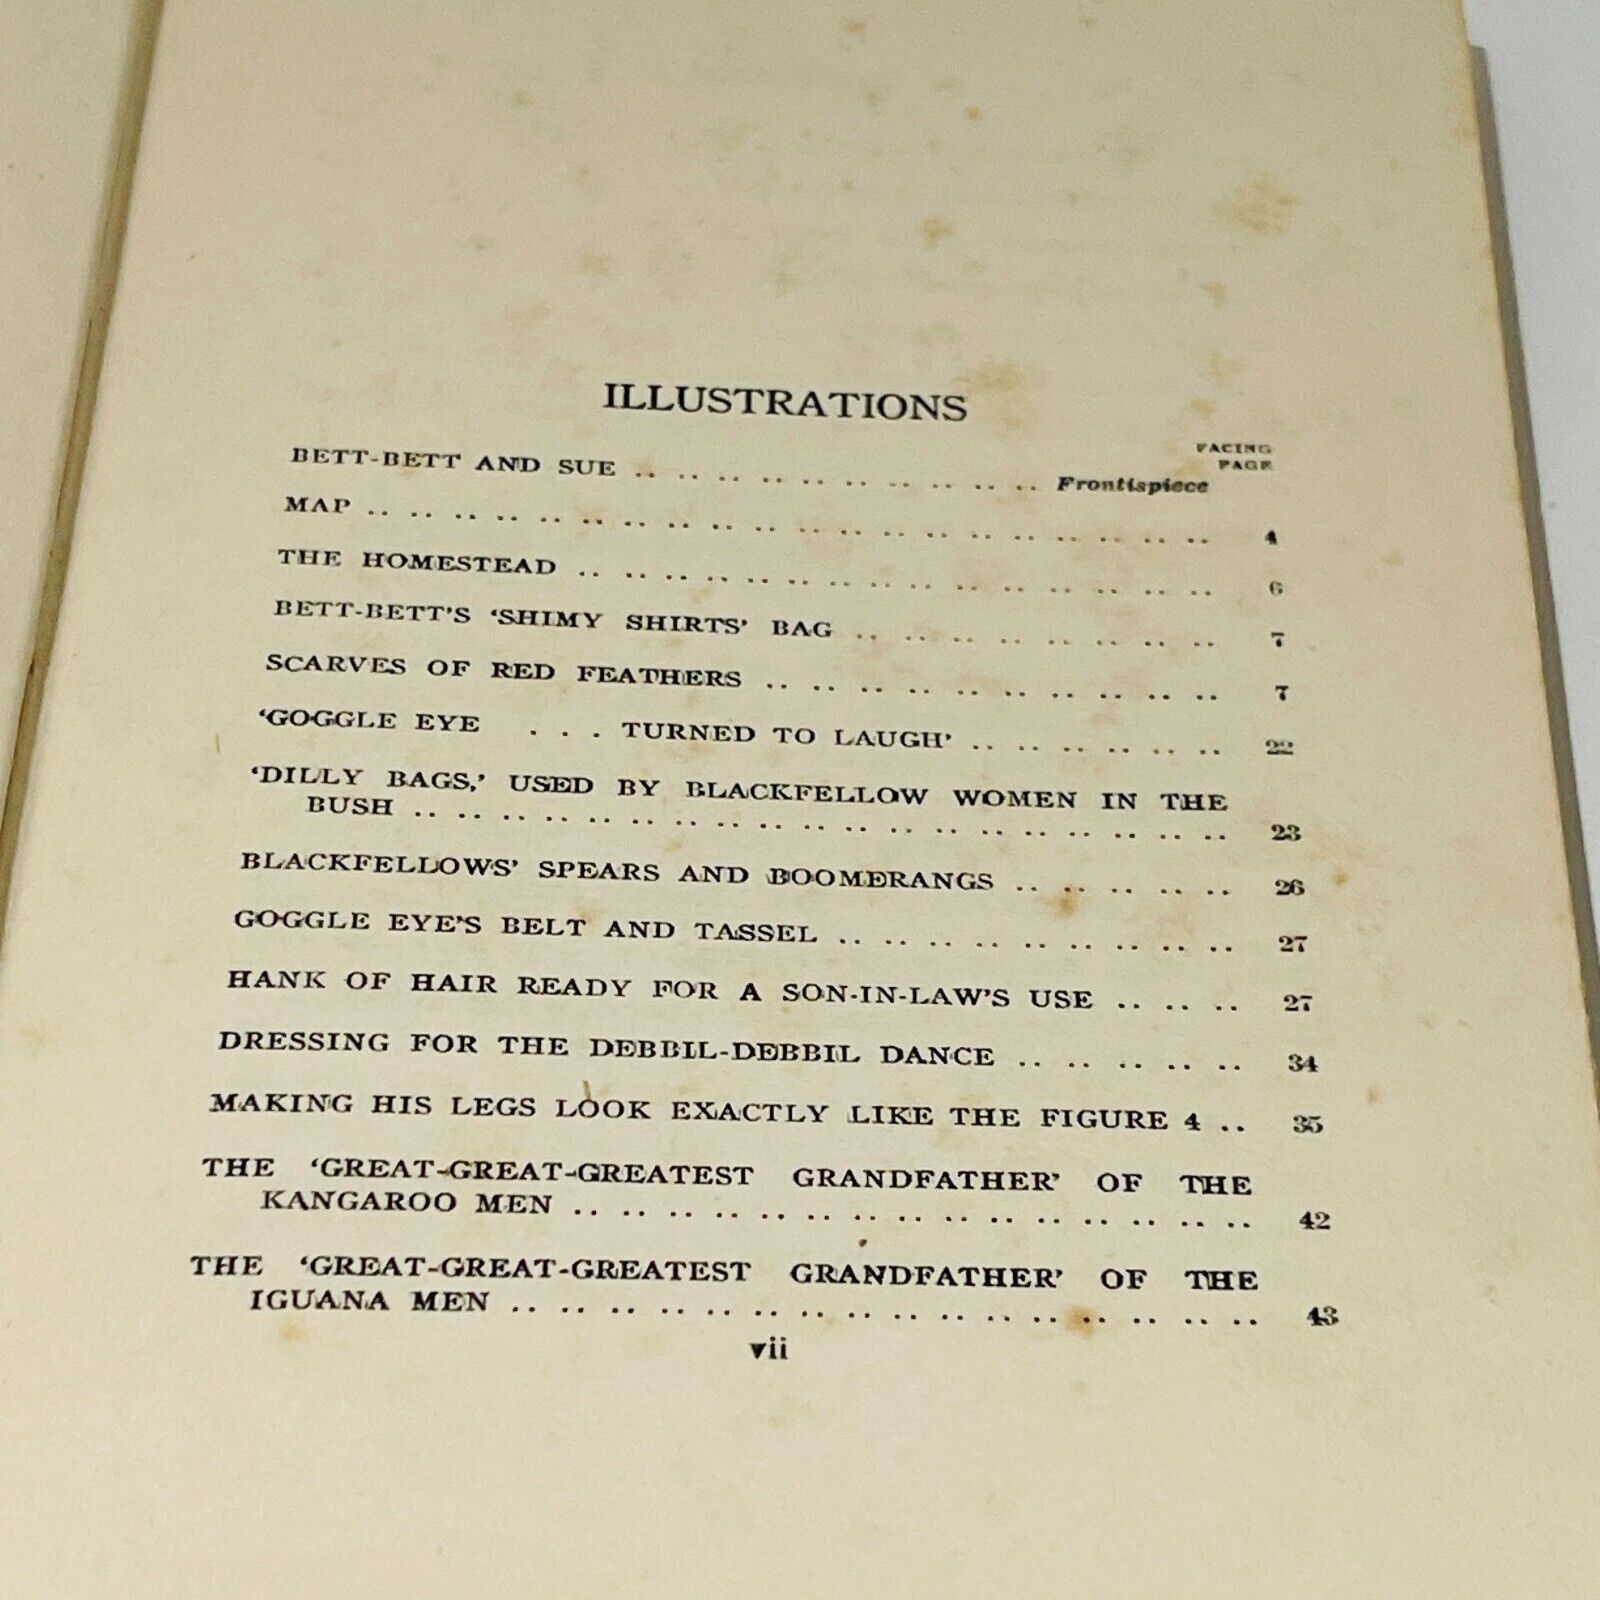 ILLUSTRATIONS
FACING
PAGE
BETT-BETT AND SUE .. .. .. .. .. .. .. .. .. .. Frontispiece
MAP .. .. .. .. .. .. .. .. .. .. .. .. .. .. .. .. .. .. .. .. 4
THE HOMESTEAD .. .. .. .. .. .. .. .. .. .. .. .. .. .. .. 6
BETT-BETT'S 'SHIMY SHIRTS' BAG .. .. .. .. .. .. .. .. 7
SCARVES OF RED FEATHERS .. .. .. .. .. .. .. .. .. .. 7
'GOGGLE EYE . . . TURNED TO LAUGH' .. .. .. .. .. .. 22
'DILLY BAGS,' USED BY BLACKFELLOW WOMEN IN THE
BUSH .. .. .. .. .. .. .. .. .. .. .. .. .. .. .. .. .. .. .. 23
BLACKFELLOWS' SPEARS AND BOOMERANGS .. .. .. .. .. 26
GOGGLE EYE'S BELT AND TASSEL .. .. .. .. .. .. .. .. .. 27
HANK OF HAIR READY FOR A SON-IN-LAW'S USE .. .. .. 27
DRESSING FOR THE DEBBIL-DEBBIL DANCE .. .. .. .. .. 34
MAKING HIS LEGS LOOK EXACTLY LIKE THE FIGURE 4 .. 35
THE 'GREAT-GREAT-GREATEST GRANDFATHER' OF THE
KANGAROO MEN .. .. .. .. .. .. .. .. .. .. .. .. .. .. .. 42
THE 'GREAT-GREAT-GREATEST GRANDFATHER' OF THE
IGUANA MEN .. .. .. .. .. .. .. .. .. .. .. .. .. .. .. .. 43
vii